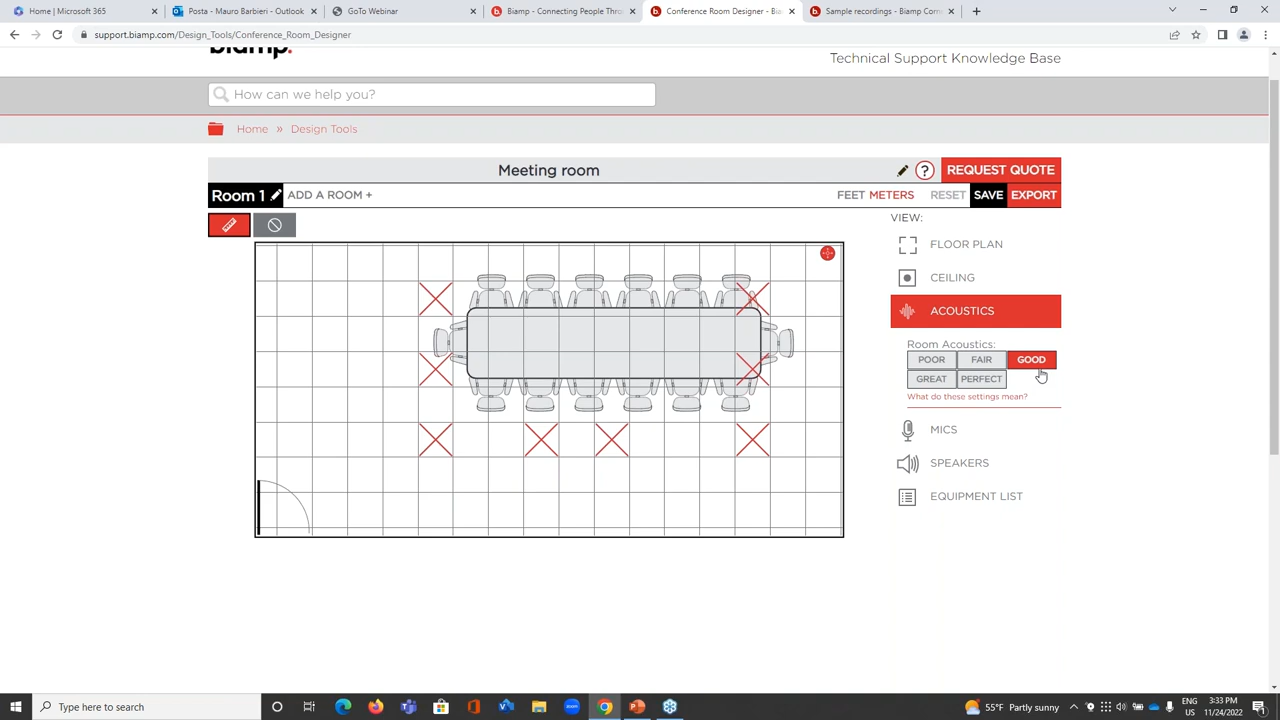 Home | Microsoft 365
Posta - Mauro Barbieri - Outlook
GoTo Webinar
Biamp - Connecting People Thro
Conference Room Designer - Biam
Sample recordings - Biamp Corne
support.biamp.com/Design_Tools/Conference_Room_Designer
biamp.
Technical Support Knowledge Base
How can we help you?
Home » Design Tools
Meeting room
?
REQUEST QUOTE
Room 1
ADD A ROOM +
FEET METERS
RESET
SAVE
EXPORT
VIEW:
FLOOR PLAN
CEILING
ACOUSTICS
Room Acoustics:
POOR
FAIR
GOOD
GREAT
PERFECT
What do these settings mean?
MICS
SPEAKERS
EQUIPMENT LIST
Type here to search
55°F Partly sunny
ENG
US
3:33 PM
11/24/2022